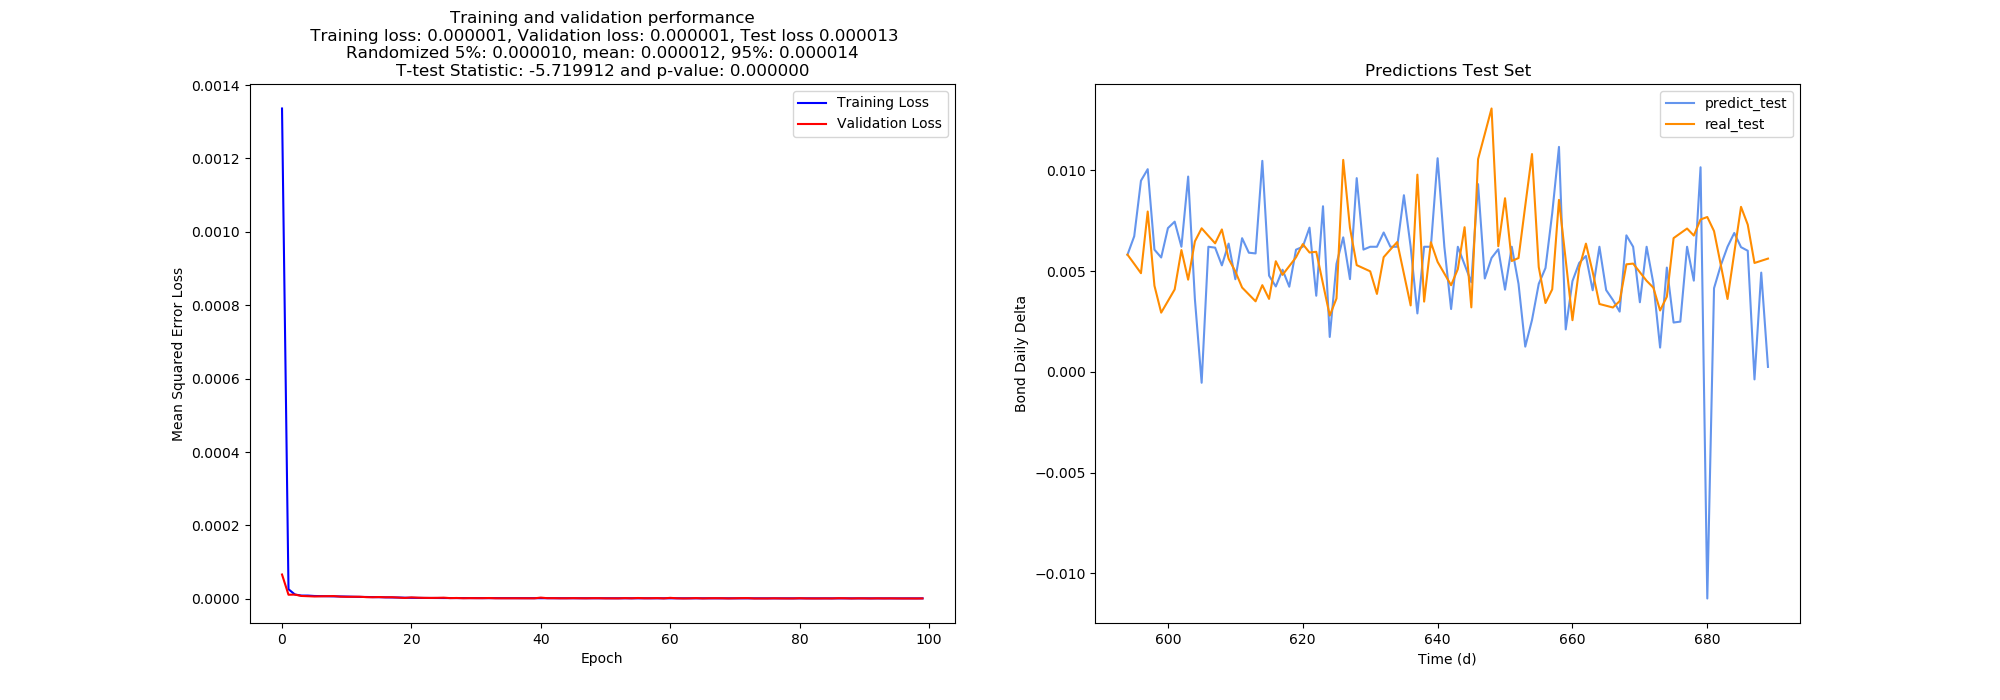 Training and validation performance
Training loss: 0.000001, Validation loss: 0.000001, Test loss 0.000013
Randomized 5%: 0.000010, mean: 0.000012, 95%: 0.000014
T-test Statistic: -5.719912 and p-value: 0.000000
Training Loss
Validation Loss
0.0014
0.0012
0.0010
0.0008
0.0006
0.0004
0.0002
0.0000
Mean Squared Error Loss
0 20 40 60 80 100
Epoch
Predictions Test Set
predict_test
real_test
0.010
0.005
0.000
−0.005
−0.010
Bond Daily Delta
600 620 640 660 680
Time (d)